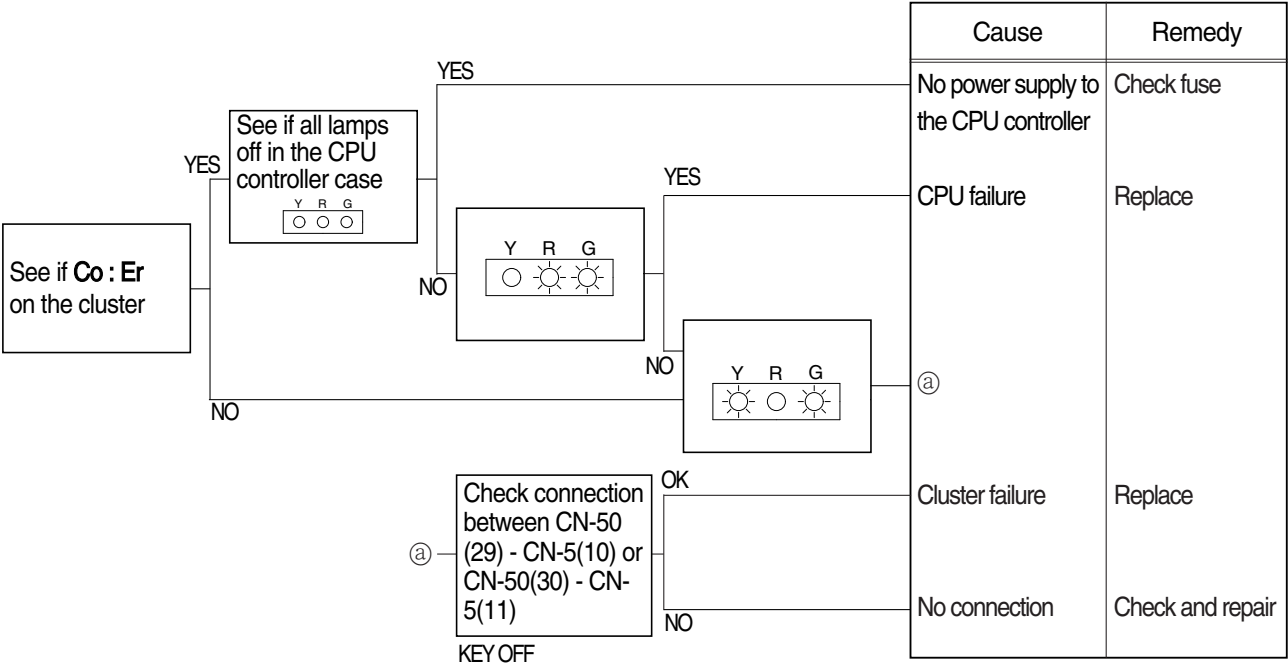 Cause
Remedy
YES
No power supply to
the CPU controller
Check fuse
See if all lamps
off in the CPU
controller case
Y R G
YES
YES
CPU failure
Replace
See if Co : Er
on the cluster
Y R G
NO
NO
Y R G
ⓐ
NO
Check connection
between CN-50
(29) - CN-5(10) or
CN-50(30) - CN-
5(11)
ⓐ
OK
Cluster failure
Replace
NO
No connection
Check and repair
KEY OFF